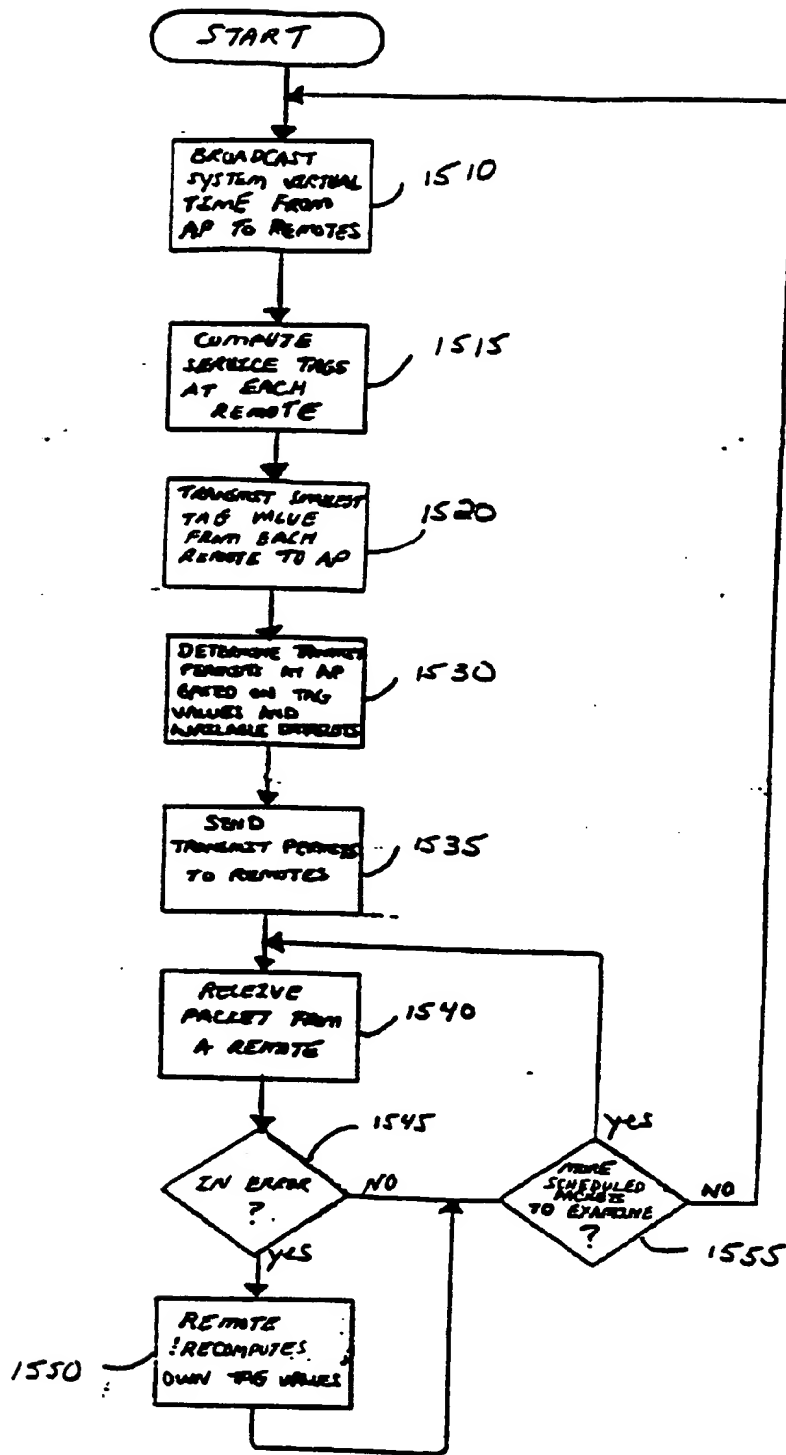 START
BROADCAST
SYSTEM VIRTUAL
TIME FROM
AP TO REMOTES
1510
COMPUTE
SERVICE TAGS
AT EACH
REMOTE
1515
TRANSMIT SMALLEST
TAG VALUE
FROM EACH
REMOTE TO AP
1520
DETERMINE TRANSMIT
PERMITS AT AP
BASED ON TAG
VALUES AND
AVAILABLE DATASLOTS
1530
SEND
TRANSMIT PERMITS
TO REMOTES
1535
RECEIVE
PACKET FROM
A REMOTE
1540
IN ERROR
?
1545
NO
yes
MORE
SCHEDULED
PACKETS
TO EXAMINE
?
yes
NO
1555
REMOTE
RECOMPUTES
OWN TAG VALUES
1550